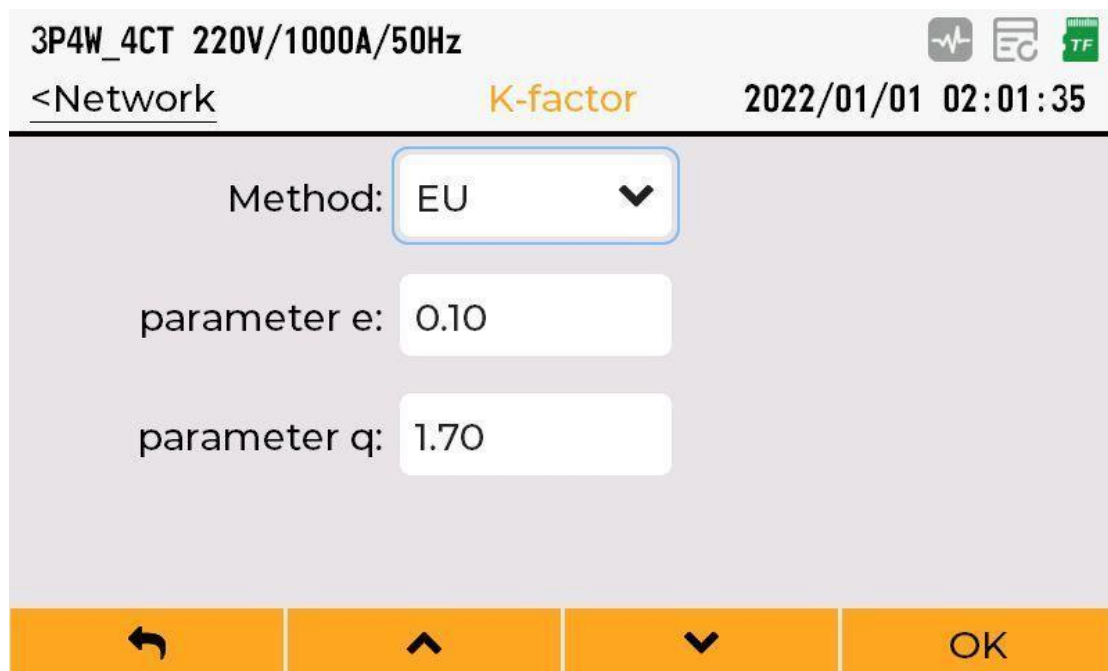 3P4W_4CT 220V/1000A/50Hz
TF
<Network K-factor 2022/01/01 02:01:35
Method: EU
parameter e: 0.10
parameter q: 1.70
OK